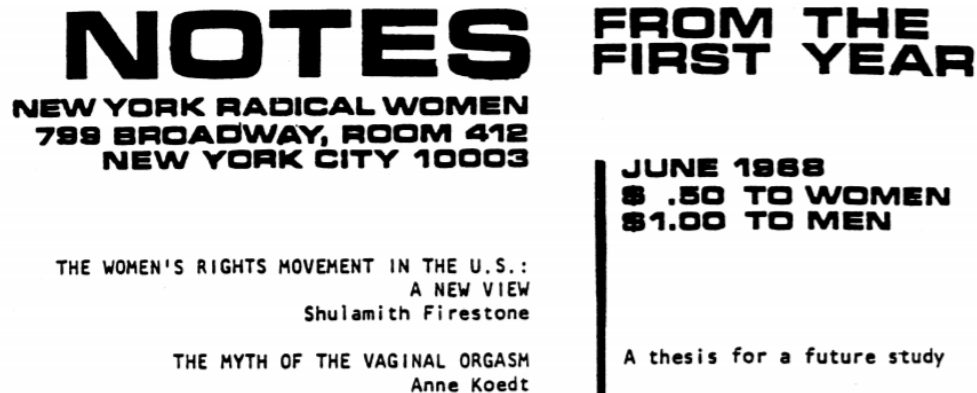 NOTES
FROM THE
FIRST YEAR
NEW YORK RADICAL WOMEN
799 BROADWAY, ROOM 412
NEW YORK CITY 10003
JUNE 1968
$ .50 TO WOMEN
$1.00 TO MEN
THE WOMEN'S RIGHTS MOVEMENT IN THE U.S.:
A NEW VIEW
Shulamith Firestone
THE MYTH OF THE VAGINAL ORGASM
Anne Koedt
A thesis for a future study